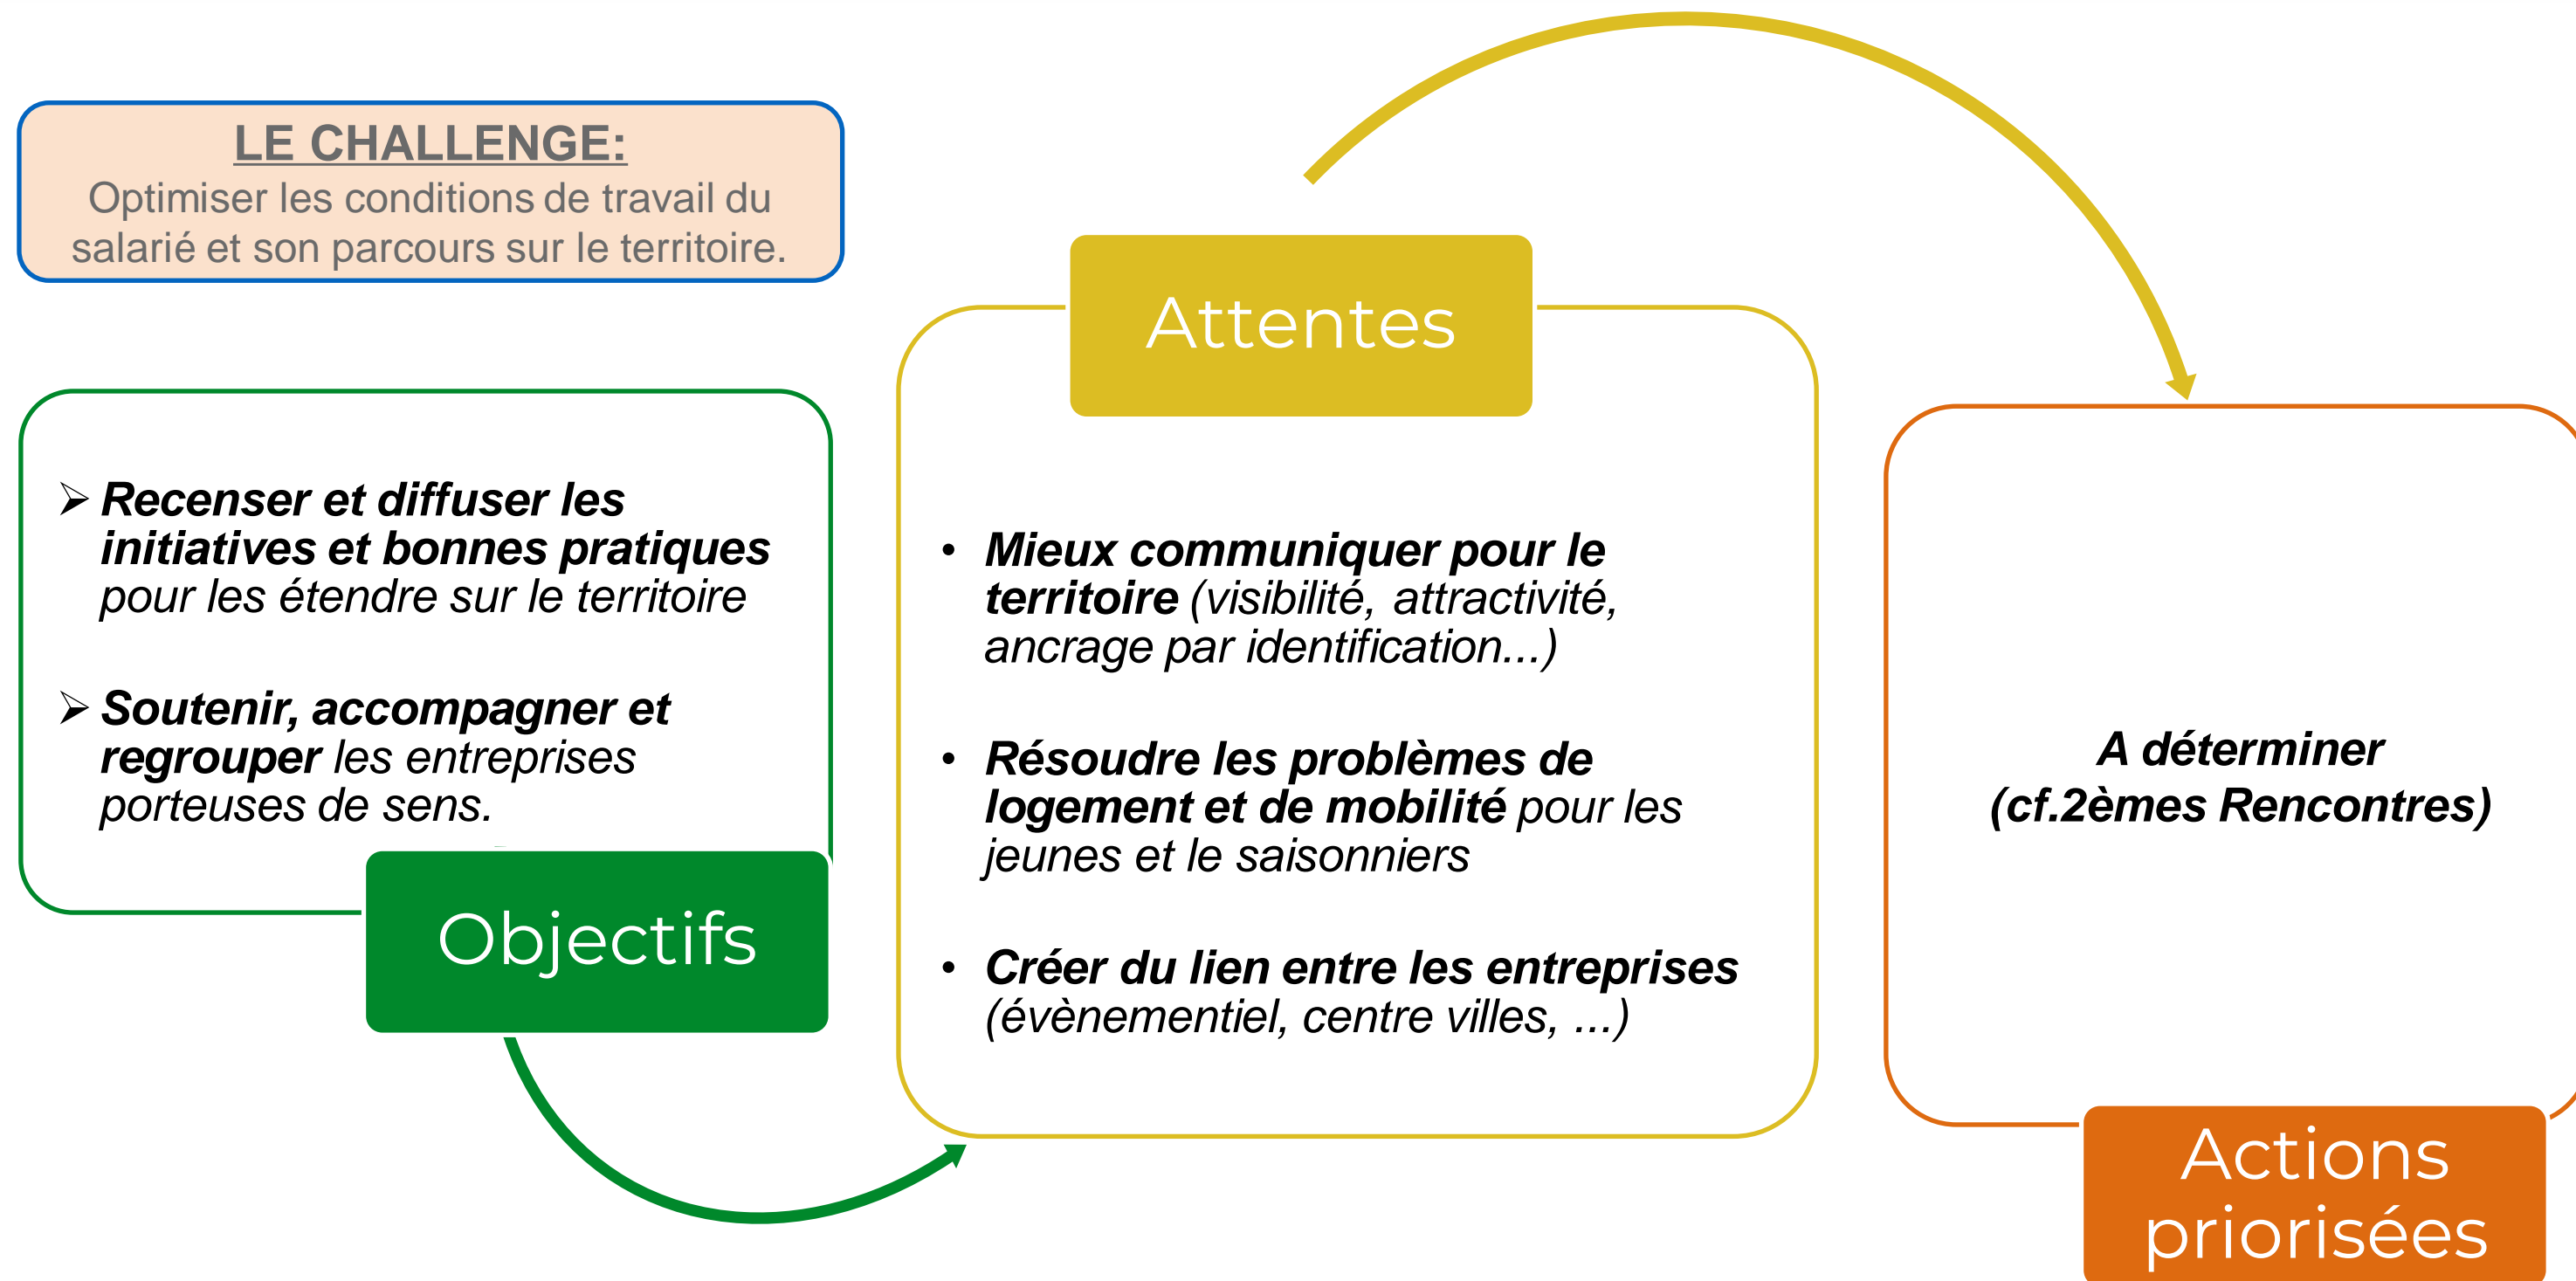 LE CHALLENGE:
Optimiser les conditions de travail du
salarié et son parcours sur le territoire.
➢ Recenser et diffuser les
initiatives et bonnes pratiques
pour les étendre sur le territoire
➢ Soutenir, accompagner et
regrouper les entreprises
porteuses de sens.
Objectifs
Attentes
• Mieux communiquer pour le
territoire (visibilité, attractivité,
ancrage par identification...)
• Résoudre les problèmes de
logement et de mobilité pour les
jeunes et le saisonniers
• Créer du lien entre les entreprises
(évènementiel, centre villes, ...)
A déterminer
(cf.2èmes Rencontres)
Actions
priorisées